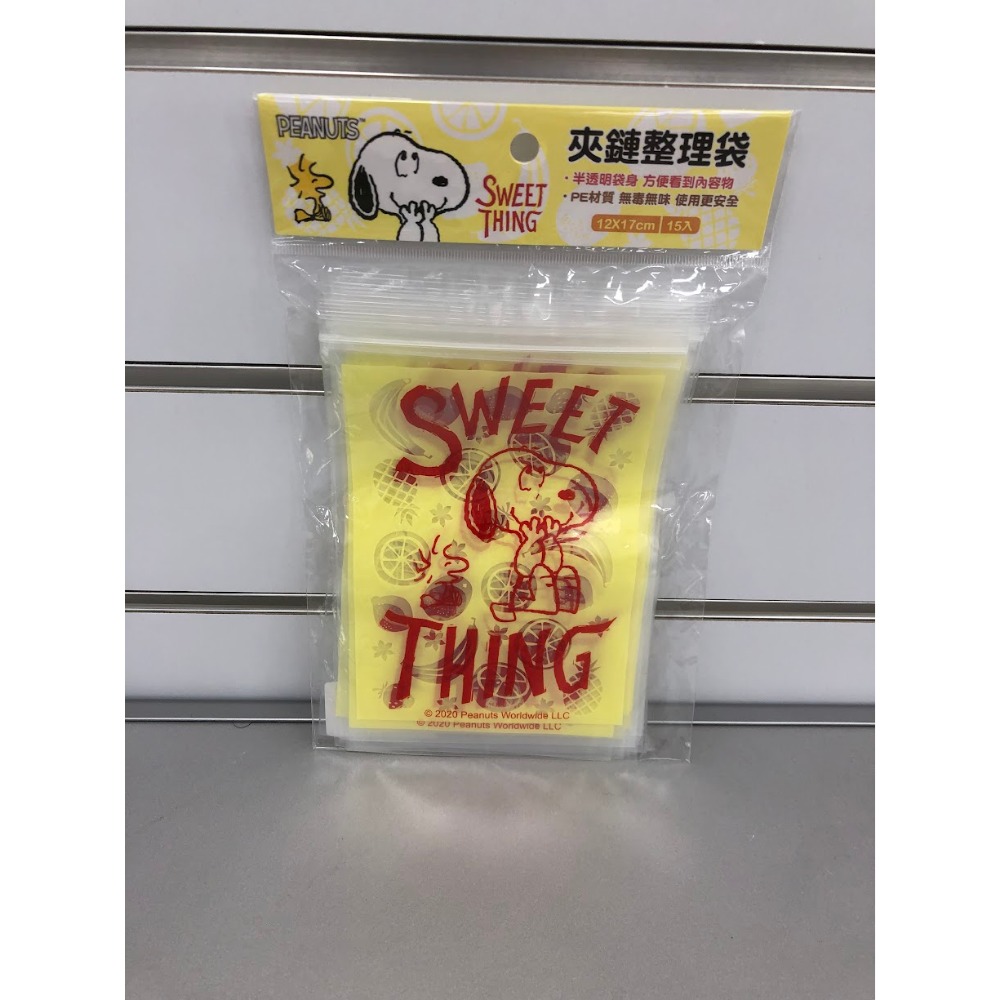 PEANUTS™
SWEET
THING
夾鏈整理袋
・半透明袋身 方便看到內容物
・PE材質 無毒無味 使用更安全
12X17cm 15入
SWEET
THING
© 2020 Peanuts Worldwide LLC
© 2020 Peanuts Worldwide LLC